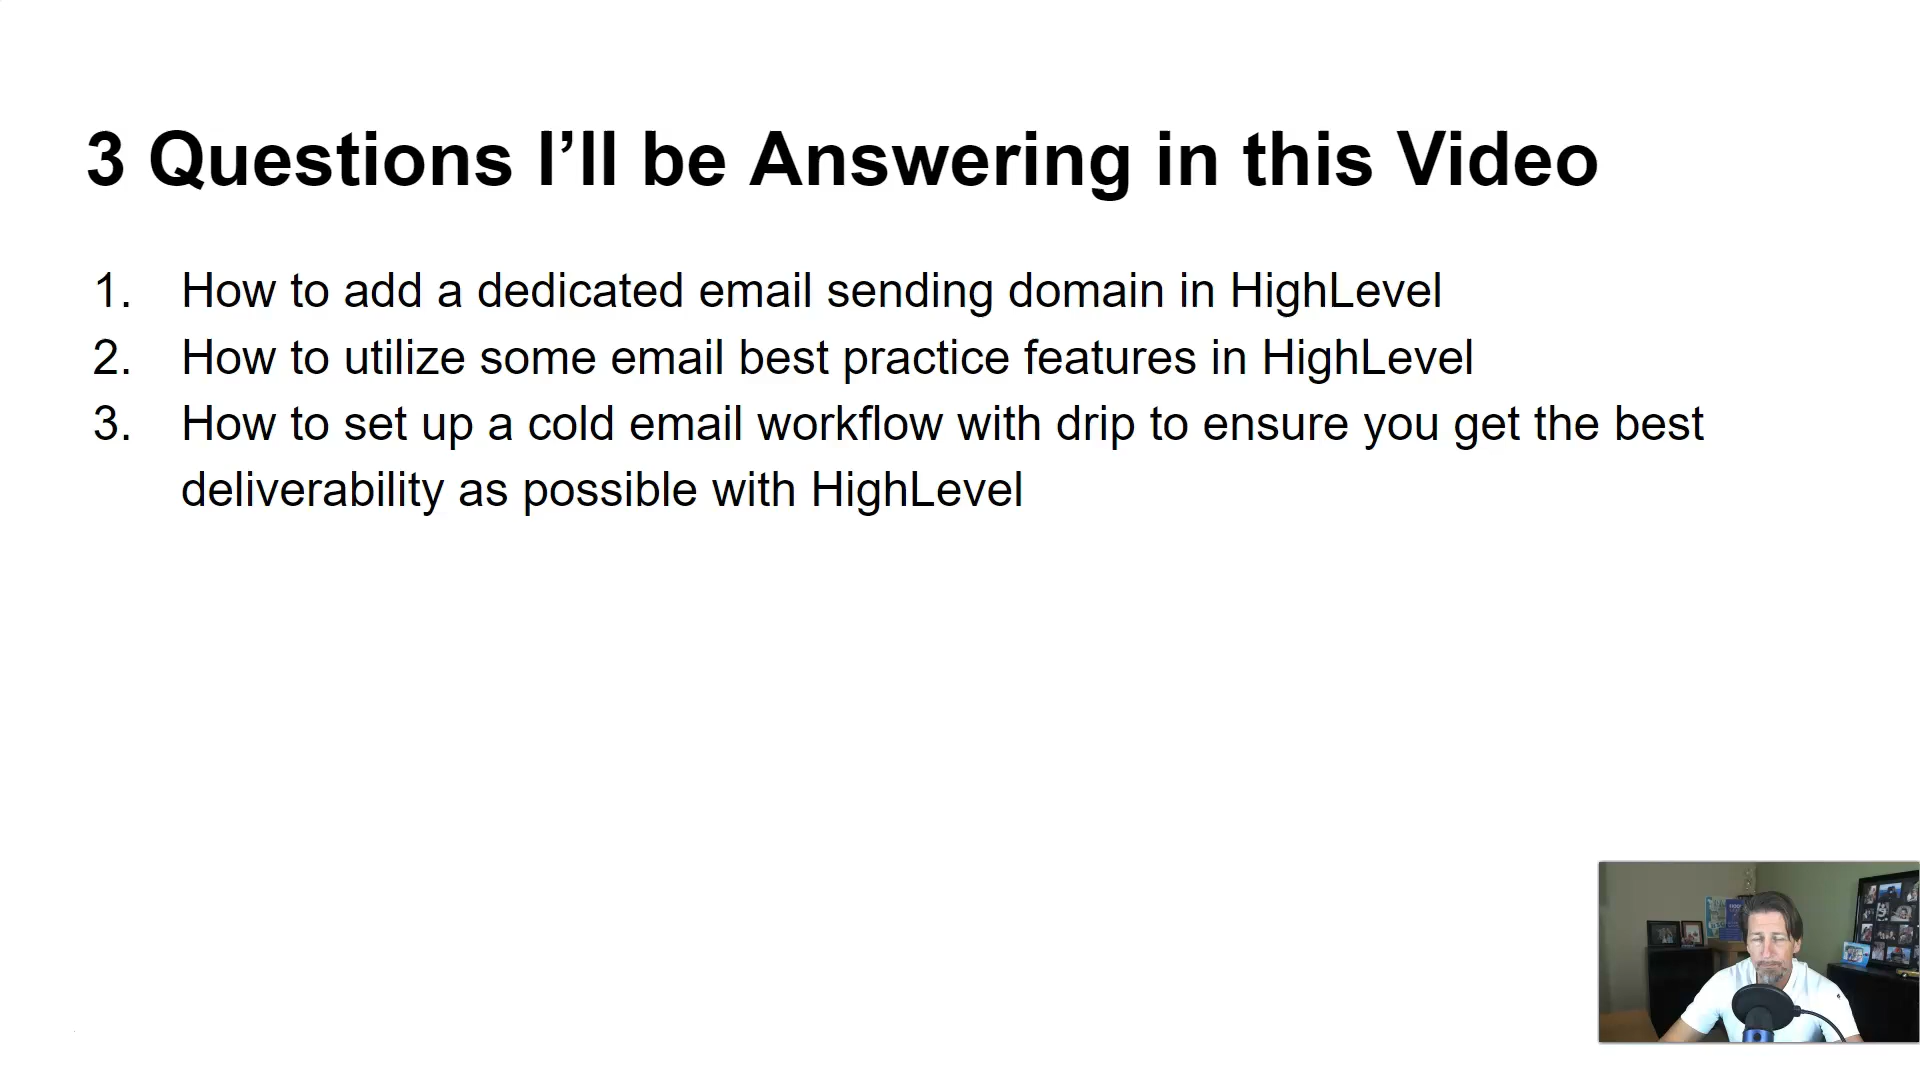 3 Questions I’ll be Answering in this Video
1. How to add a dedicated email sending domain in HighLevel
2. How to utilize some email best practice features in HighLevel
3. How to set up a cold email workflow with drip to ensure you get the best
deliverability as possible with HighLevel